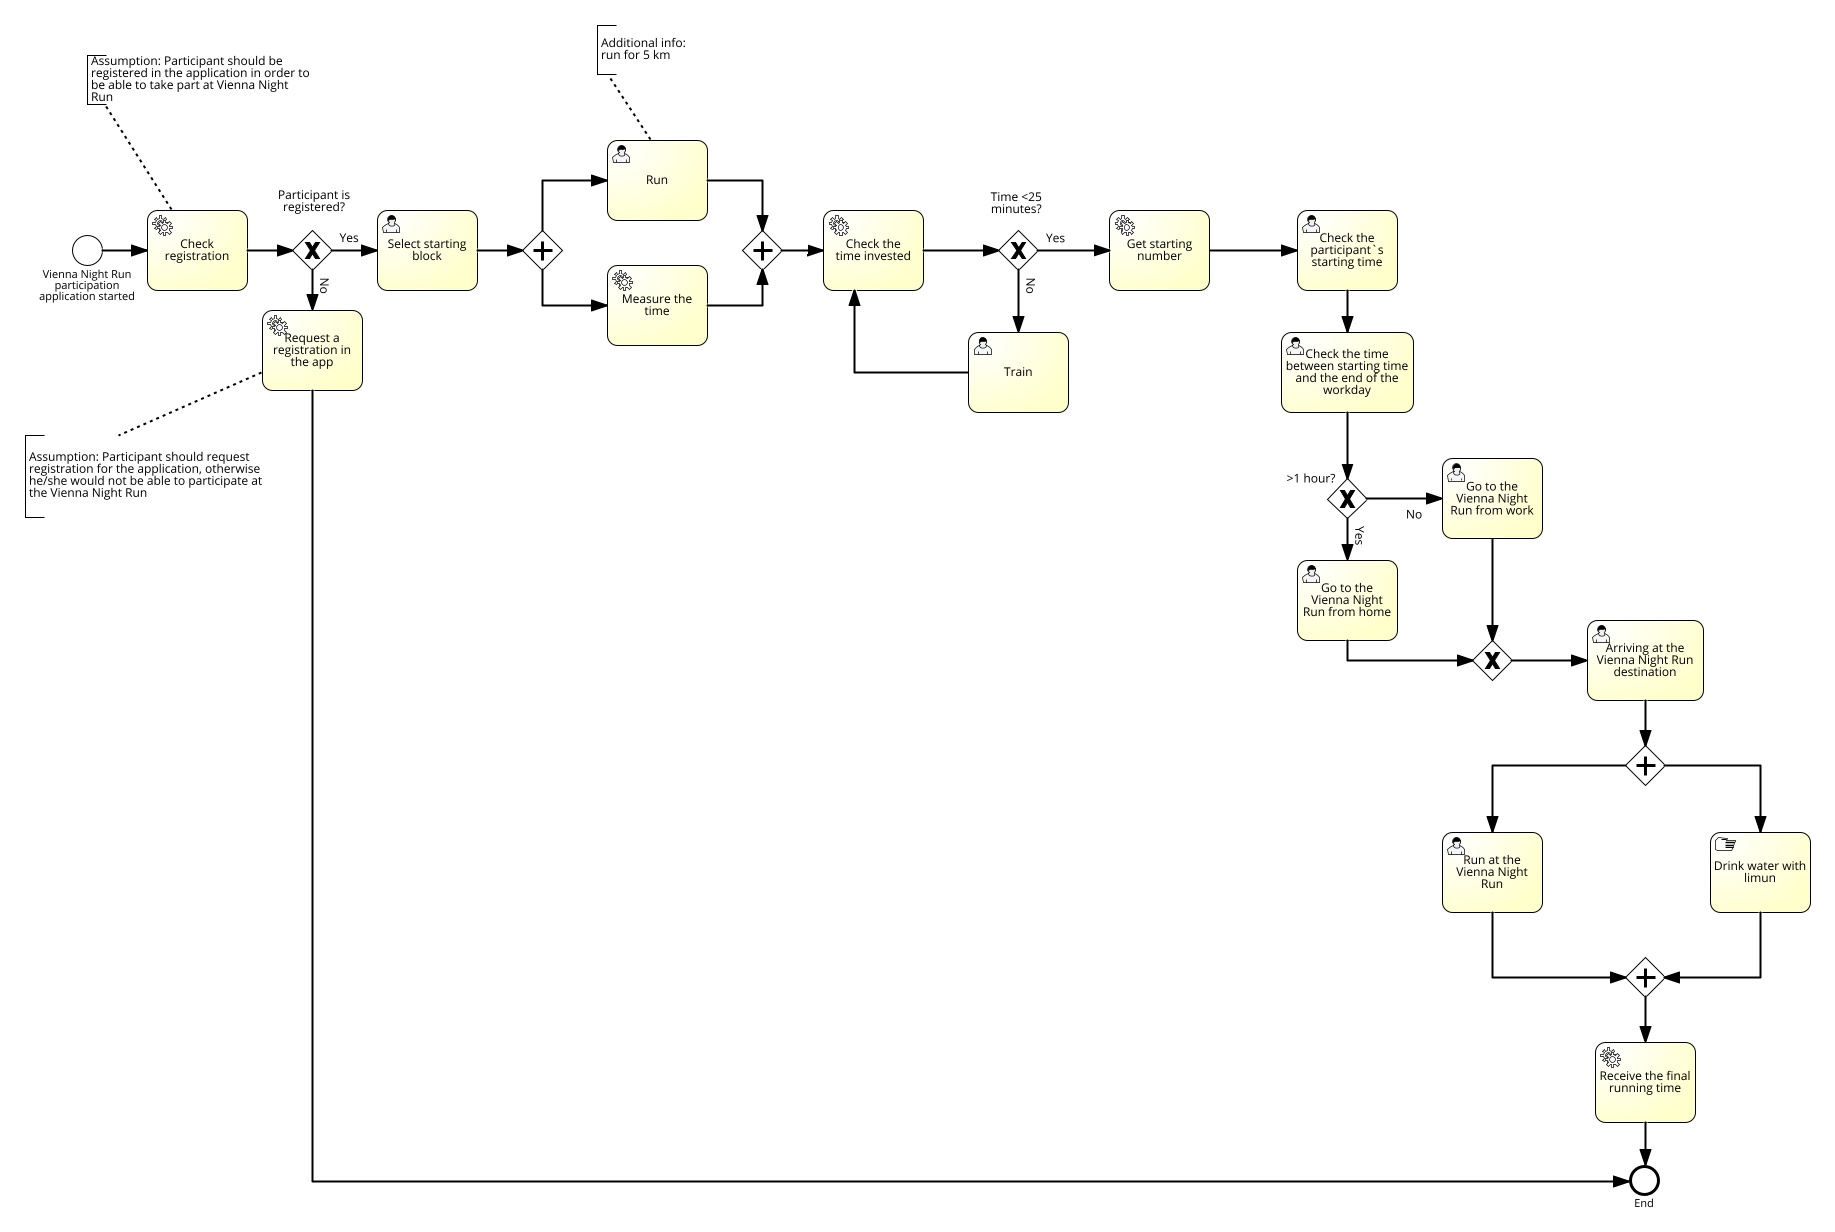 Additional info:
run for 5 km
Assumption: Participant should be
registered in the application in order to
be able to take part at Vienna Night
Run
Participant is
registered?
Run
Time <25
minutes?
Check
registration
Yes
Select starting
block
Check the
time invested
Yes
Get starting
number
Check the
participant`s
starting time
Vienna Night Run
participation
application started
No
Measure the
time
No
Request a
registration in
the app
Train
Check the time
between starting time
and the end of the
workday
Assumption: Participant should request
registration for the application, otherwise
he/she would not be able to participate at
the Vienna Night Run
>1 hour?
No
Go to the
Vienna Night
Run from work
Yes
Go to the
Vienna Night
Run from home
Arriving at the
Vienna Night Run
destination
Run at the
Vienna Night
Run
Drink water with
limun
Receive the final
running time
End